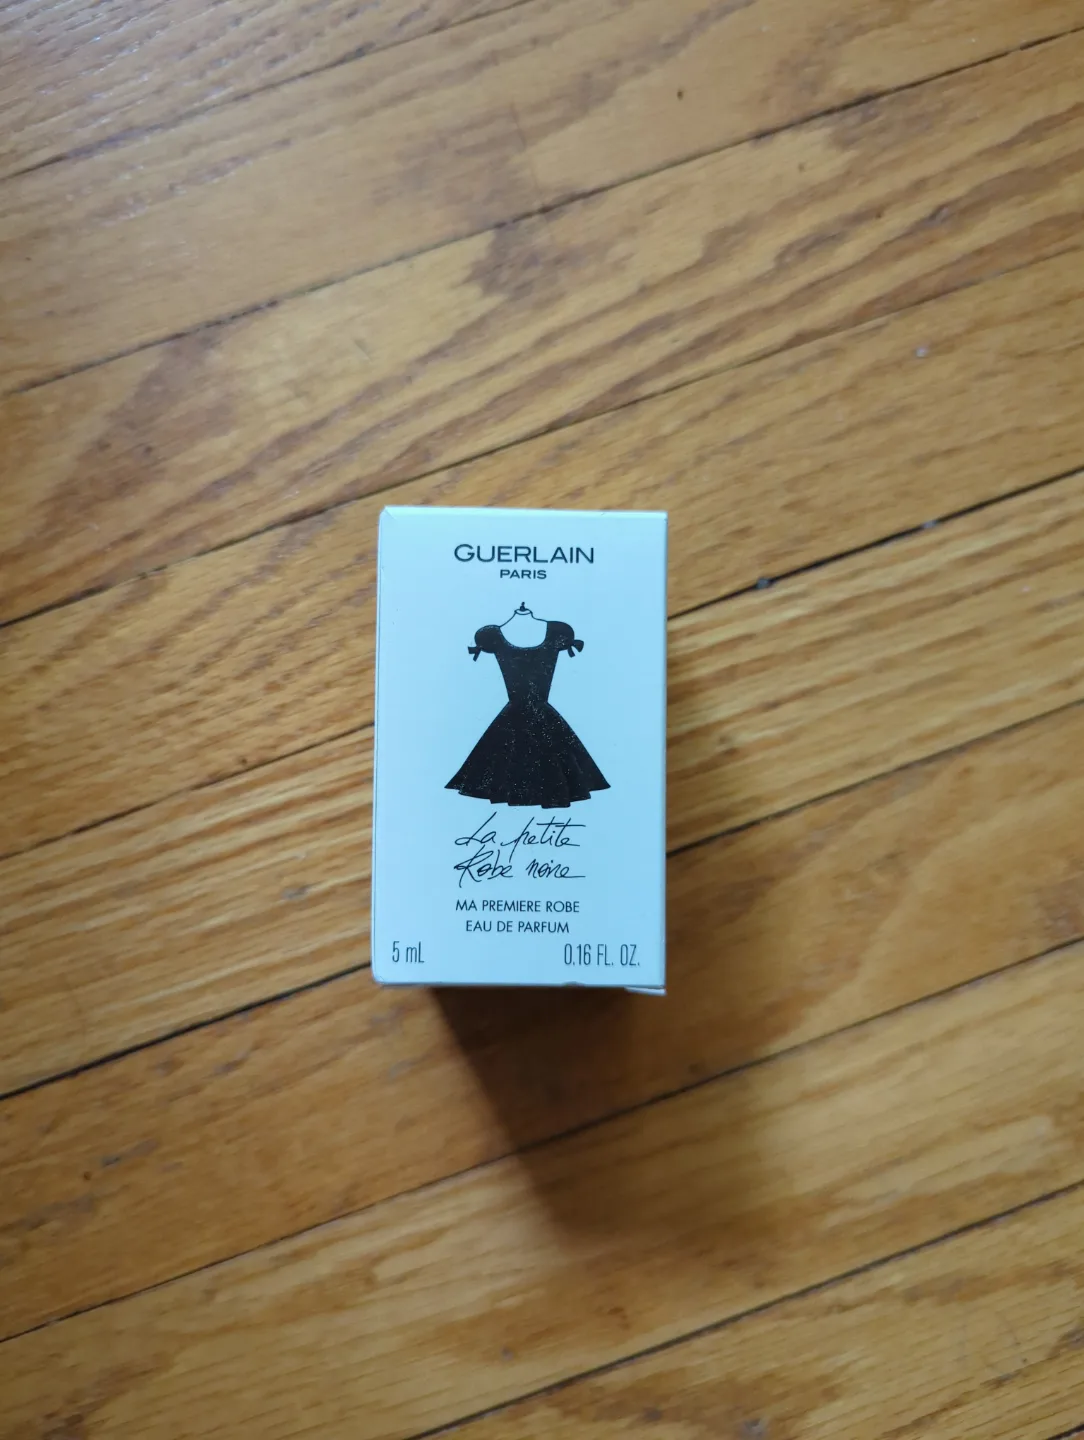 GUERLAIN
PARIS
La petite
Robe noire
MA PREMIERE ROBE
EAU DE PARFUM
5 mL 0.16 FL. OZ.